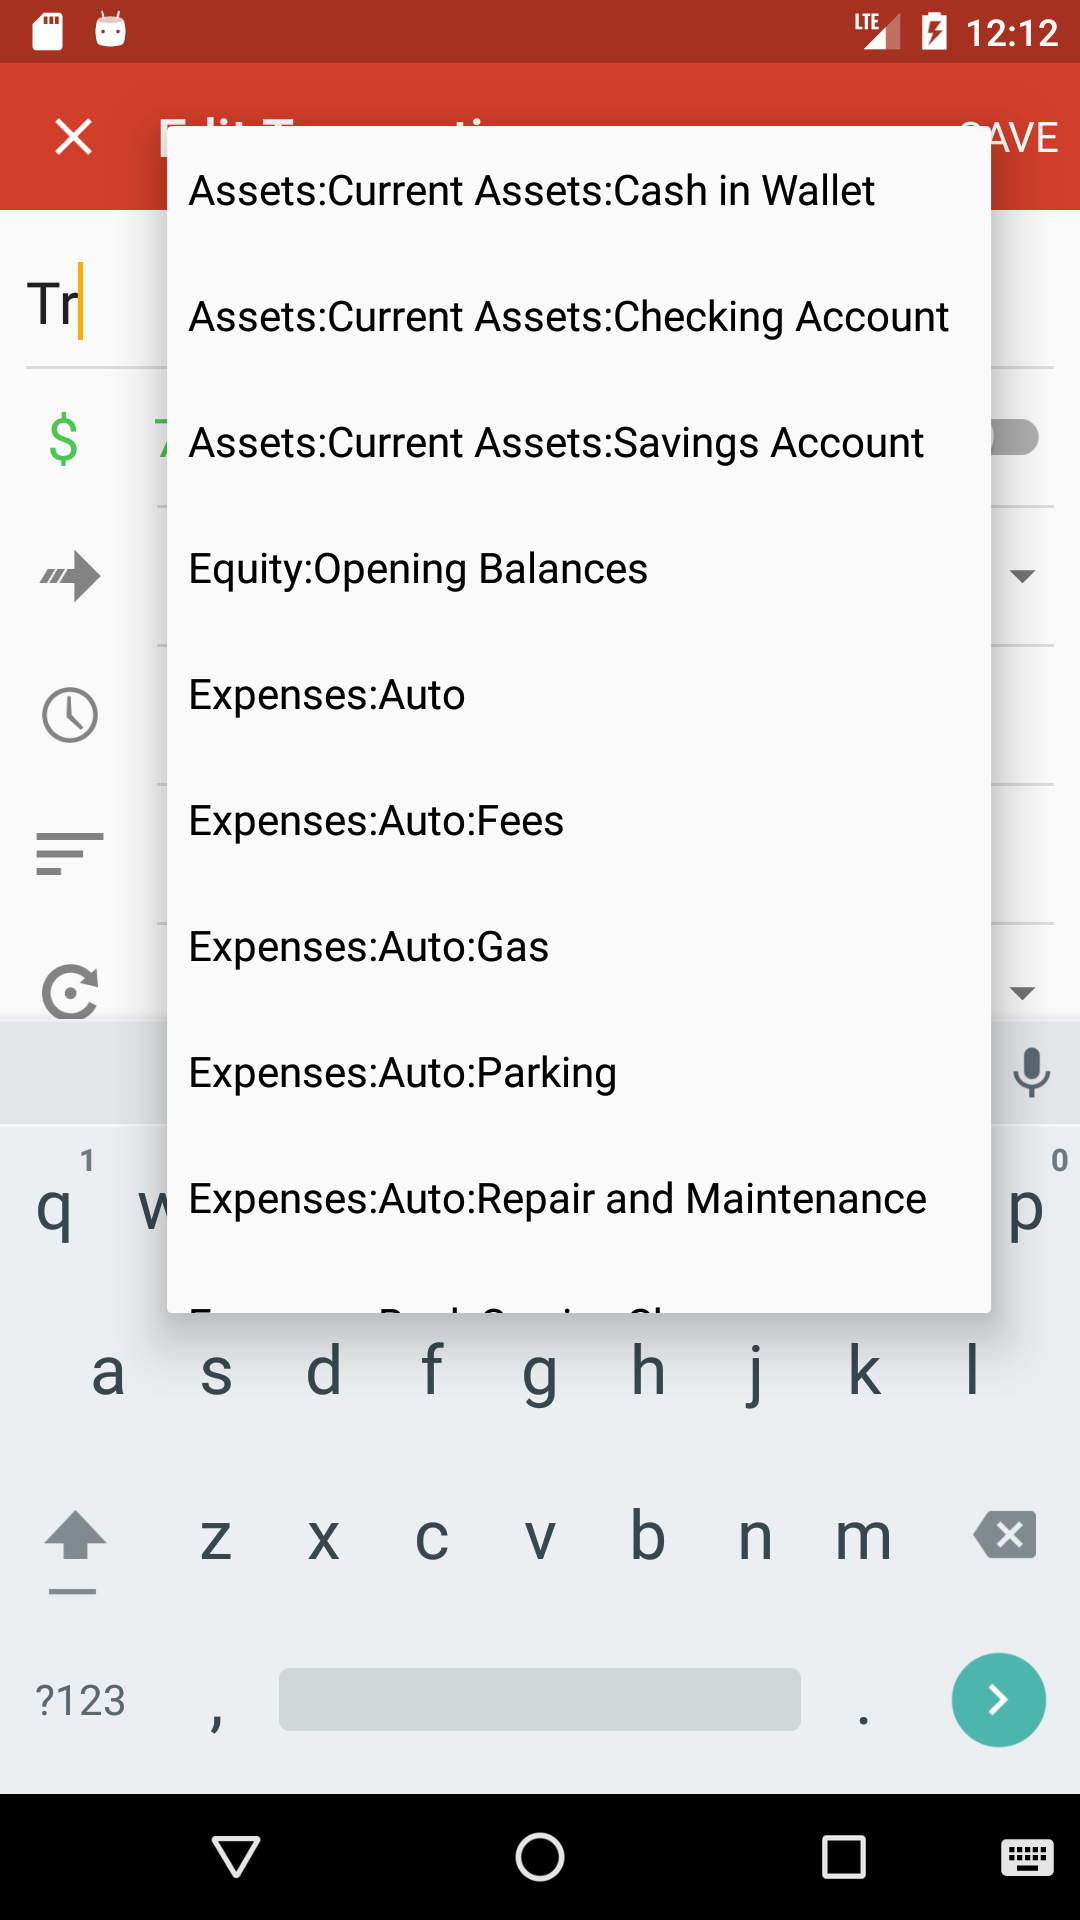 LTE 12:12
SAVE
Assets:Current Assets:Cash in Wallet
Tr
Assets:Current Assets:Checking Account
$ 7
Assets:Current Assets:Savings Account
Equity:Opening Balances
Expenses:Auto
Expenses:Auto:Fees
Expenses:Auto:Gas
Expenses:Auto:Parking
1 0
q w p
Expenses:Auto:Repair and Maintenance
a s d f g h j k l
z x c v b n m
?123 , .